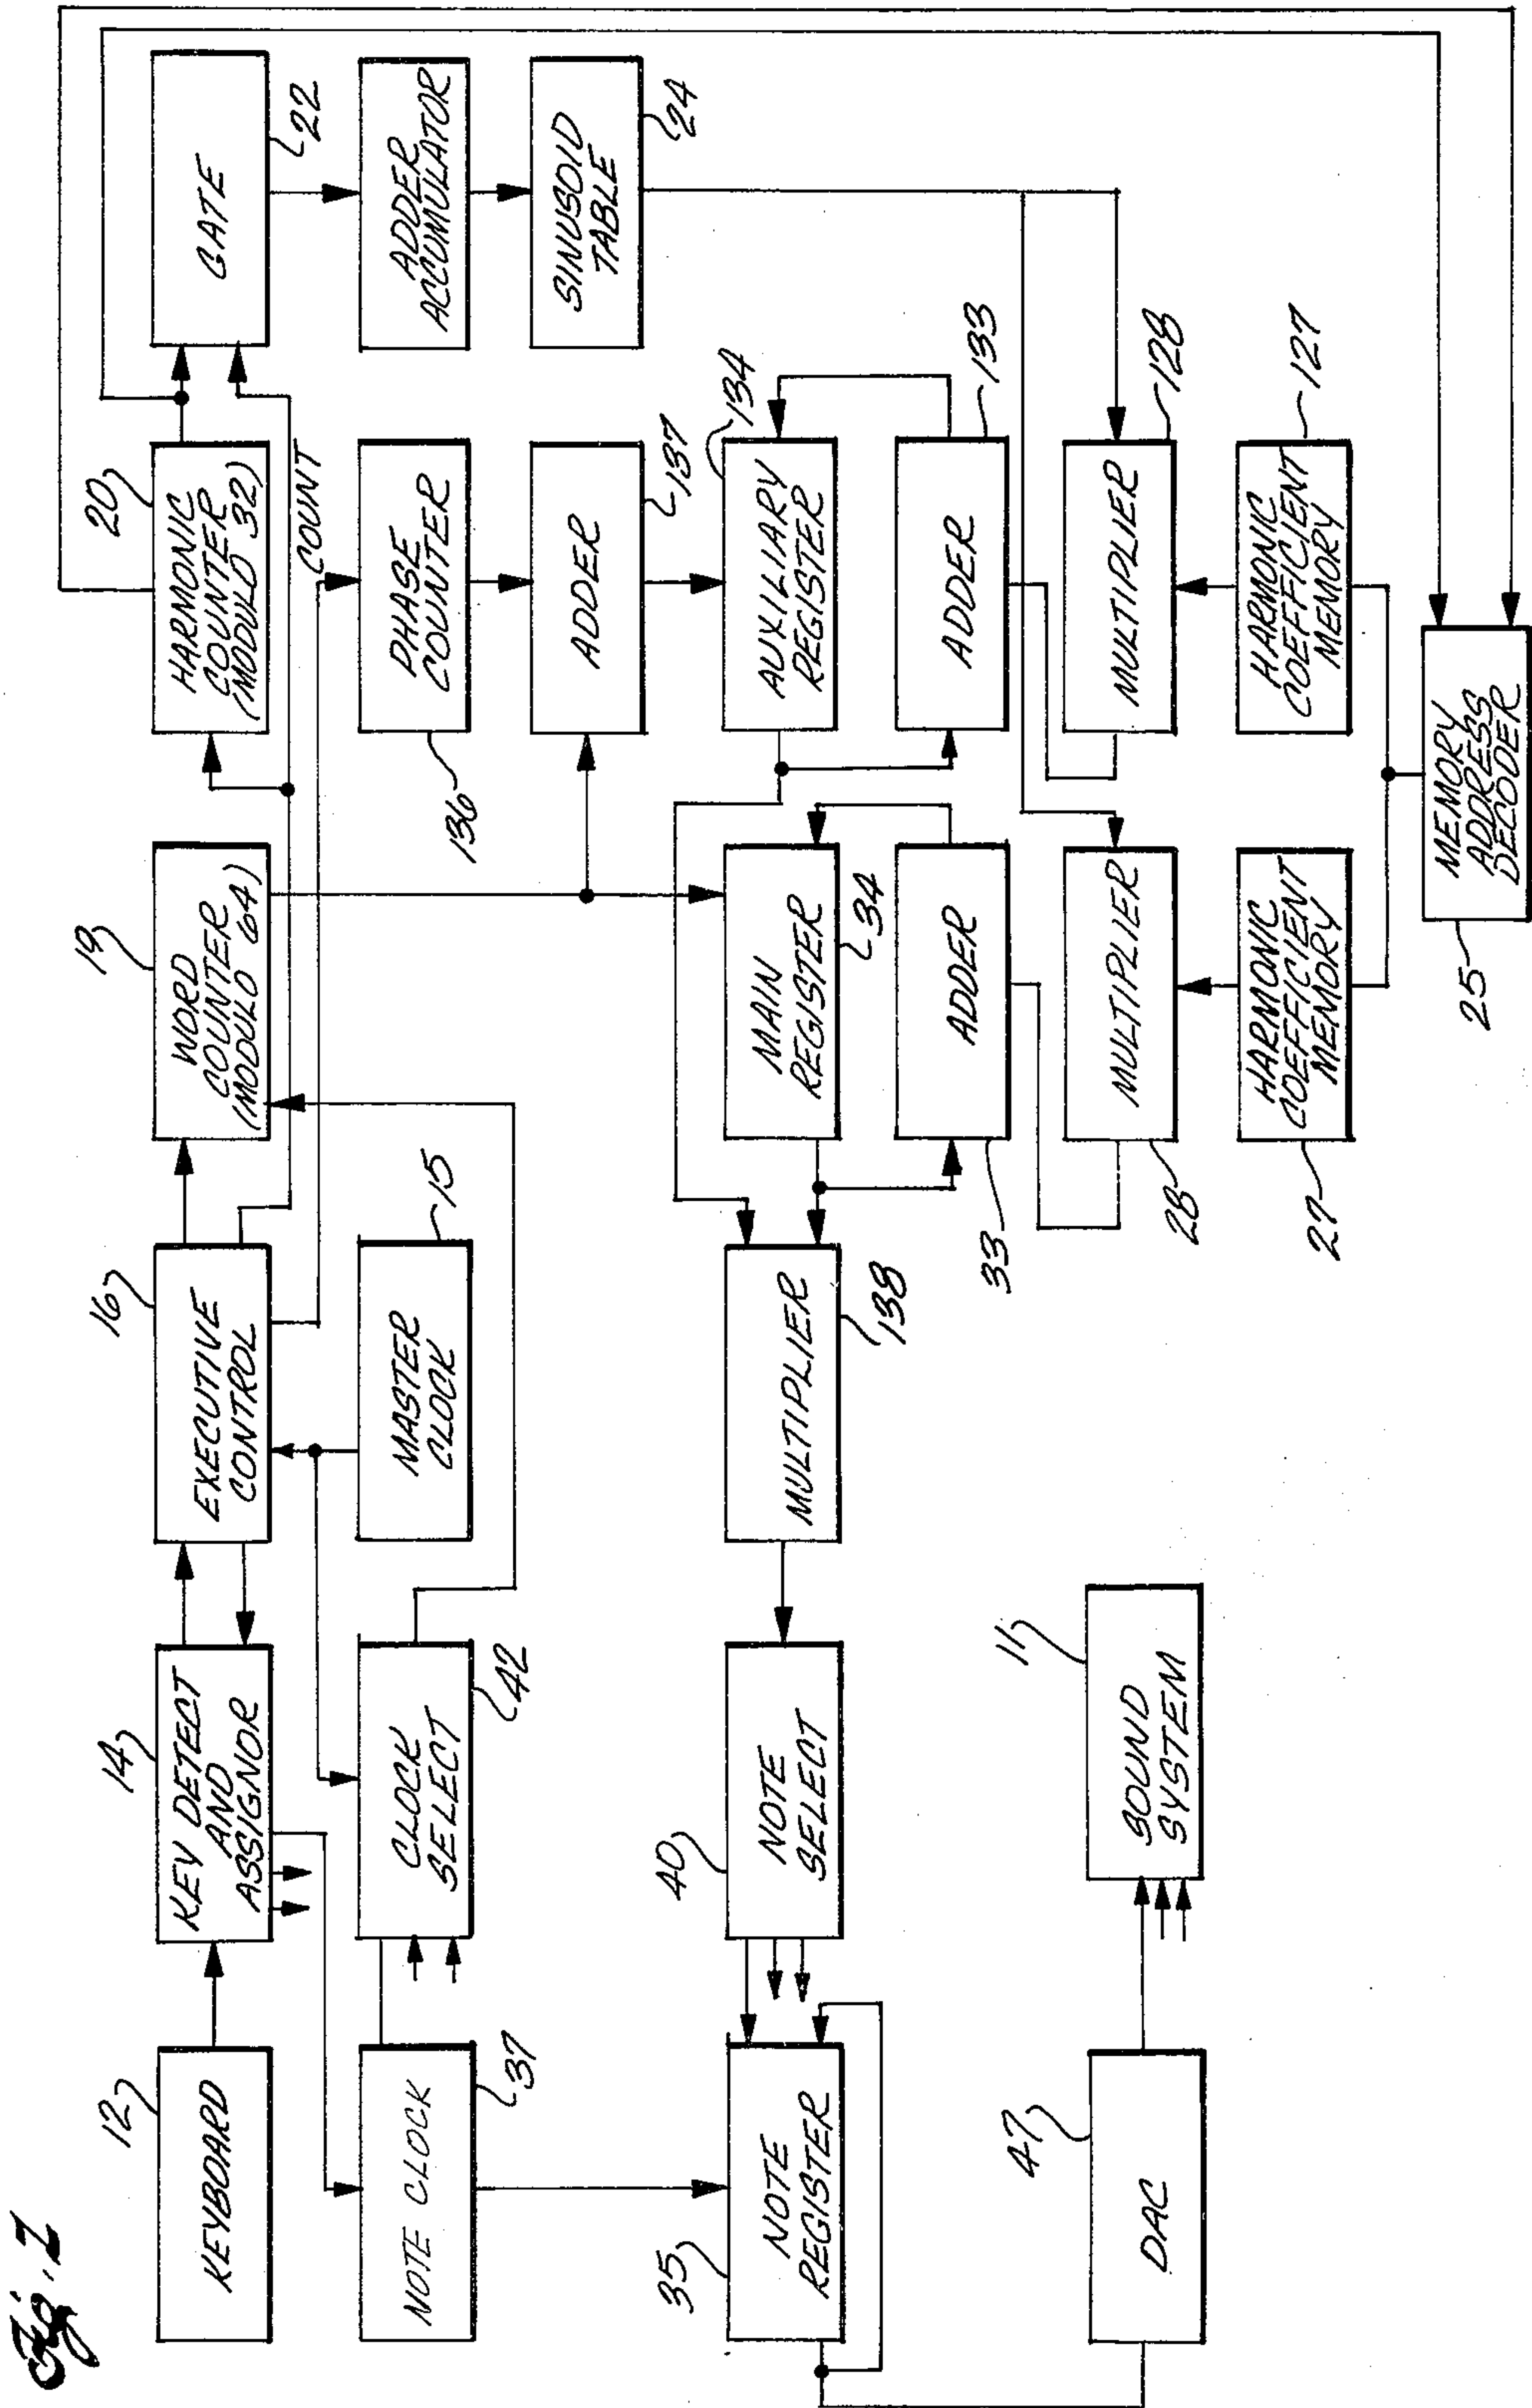 Fig. 1
12
KEYBOARD
14
KEY DETECT
AND
ASSIGNOR
16
EXECUTIVE
CONTROL
19
WORD
COUNTER
(MODULO 64)
20
HARMONIC
COUNTER
(MODULO 32)
GATE
22
NOTE CLOCK
37
CLOCK
SELECT
42
MASTER
CLOCK
15
COUNT
PHASE
COUNTER
136
ADDER
ACCUMULATOR
ADDER
137
SINUSOID
TABLE
24
35
NOTE
REGISTER
40
NOTE
SELECT
MULTIPLIER
138
MAIN
REGISTER
34
AUXILIARY
REGISTER
134
ADDER
33
ADDER
133
47
DAC
11
SOUND
SYSTEM
MULTIPLIER
28
MULTIPLIER
128
HARMONIC
COEFFICIENT
MEMORY
27
HARMONIC
COEFFICIENT
MEMORY
127
MEMORY
ADDRESS
DECODER
25